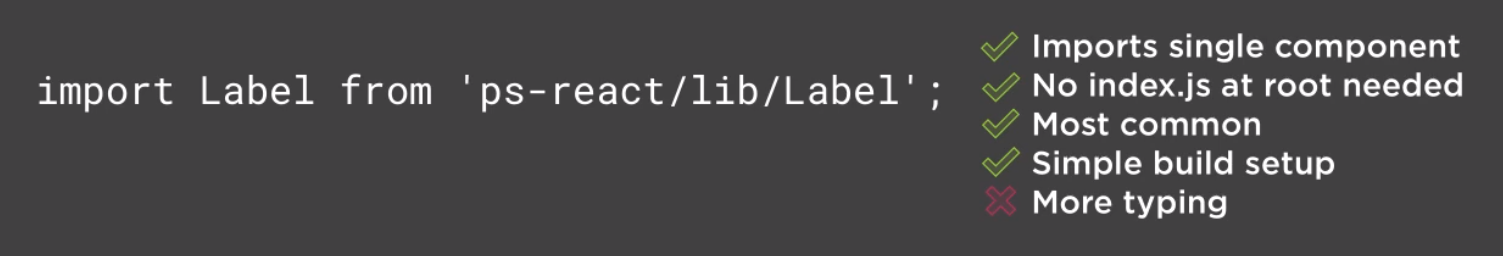 import Label from 'ps-react/lib/Label';
Imports single component
No index.js at root needed
Most common
Simple build setup
More typing